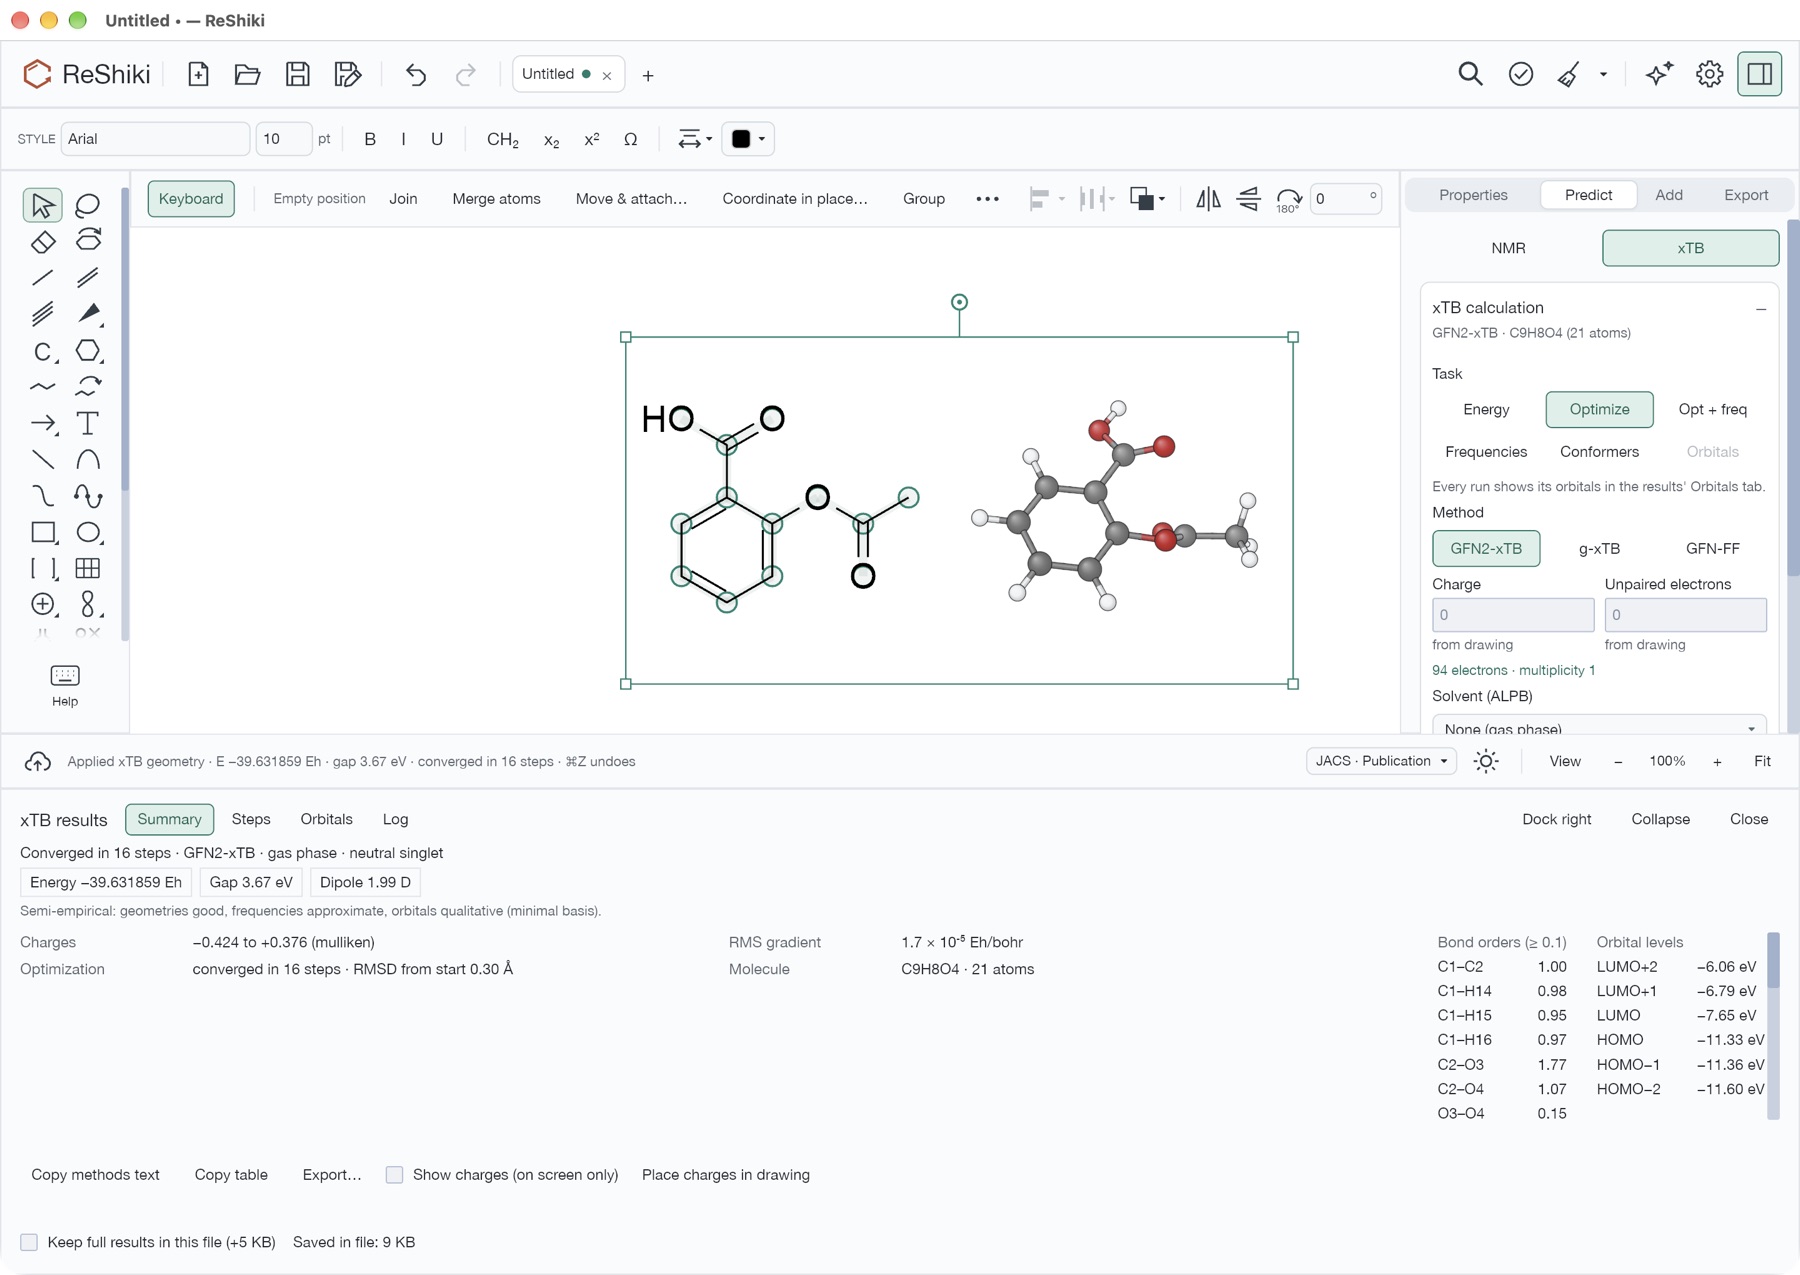 Untitled • — ReShiki
ReShiki
Untitled ● × +
STYLE Arial 10 pt B I U CH₂ x₂ x² Ω
Keyboard Empty position Join Merge atoms Move & attach... Coordinate in place... Group ••• 180° 0 °
Properties Predict Add Export
NMR xTB
xTB calculation –
GFN2-xTB · C9H8O4 (21 atoms)
Task
Energy Optimize Opt + freq
Frequencies Conformers Orbitals
Every run shows its orbitals in the results' Orbitals tab.
Method
GFN2-xTB g-xTB GFN-FF
Charge Unpaired electrons
0 0
from drawing from drawing
94 electrons · multiplicity 1
Solvent (ALPB)
None (gas phase)
C
T
Help
HO O
O
O
Applied xTB geometry · E −39.631859 Eh · gap 3.67 eV · converged in 16 steps · ⌘Z undoes
JACS · Publication View – 100% + Fit
xTB results Summary Steps Orbitals Log Dock right Collapse Close
Converged in 16 steps · GFN2-xTB · gas phase · neutral singlet
Energy −39.631859 Eh Gap 3.67 eV Dipole 1.99 D
Semi-empirical: geometries good, frequencies approximate, orbitals qualitative (minimal basis).
Charges −0.424 to +0.376 (mulliken) RMS gradient 1.7 × 10⁻⁵ Eh/bohr
Optimization converged in 16 steps · RMSD from start 0.30 Å Molecule C9H8O4 · 21 atoms
Bond orders (≥ 0.1) Orbital levels
C1–C2 1.00 LUMO+2 −6.06 eV
C1–H14 0.98 LUMO+1 −6.79 eV
C1–H15 0.95 LUMO −7.65 eV
C1–H16 0.97 HOMO −11.33 eV
C2–O3 1.77 HOMO−1 −11.36 eV
C2–O4 1.07 HOMO−2 −11.60 eV
O3–O4 0.15
Copy methods text Copy table Export... Show charges (on screen only) Place charges in drawing
Keep full results in this file (+5 KB) Saved in file: 9 KB